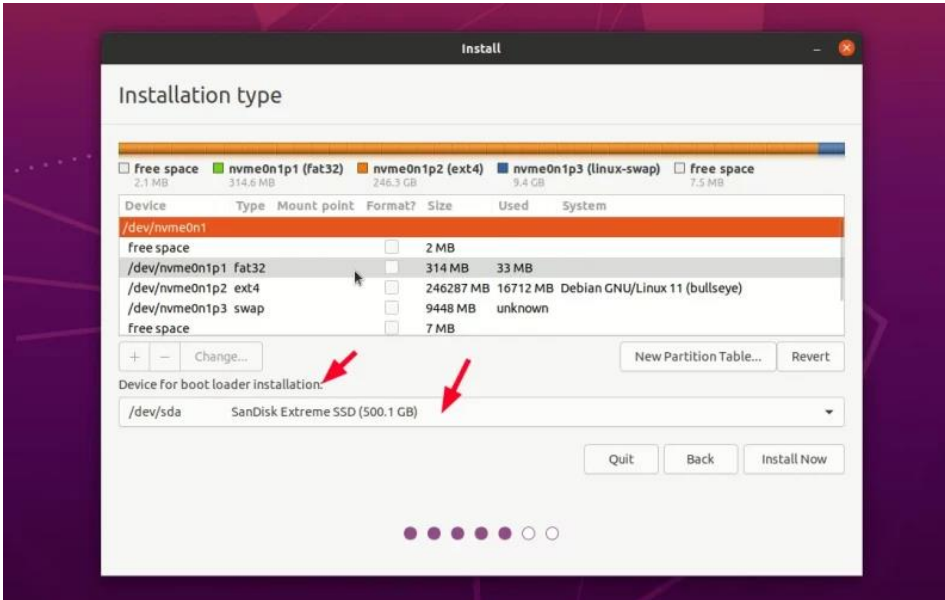 Install
Installation type
free space nvme0n1p1 (fat32) nvme0n1p2 (ext4) nvme0n1p3 (linux-swap) free space
2.1 MB 314.6 MB 246.3 GB 9.4 GB 7.5 MB
Device Type Mount point Format? Size Used System
/dev/nvme0n1
free space 2 MB
/dev/nvme0n1p1 fat32 314 MB 33 MB
/dev/nvme0n1p2 ext4 246287 MB 16712 MB Debian GNU/Linux 11 (bullseye)
/dev/nvme0n1p3 swap 9448 MB unknown
free space 7 MB
+ – Change... New Partition Table... Revert
Device for boot loader installation:
/dev/sda SanDisk Extreme SSD (500.1 GB)
Quit Back Install Now